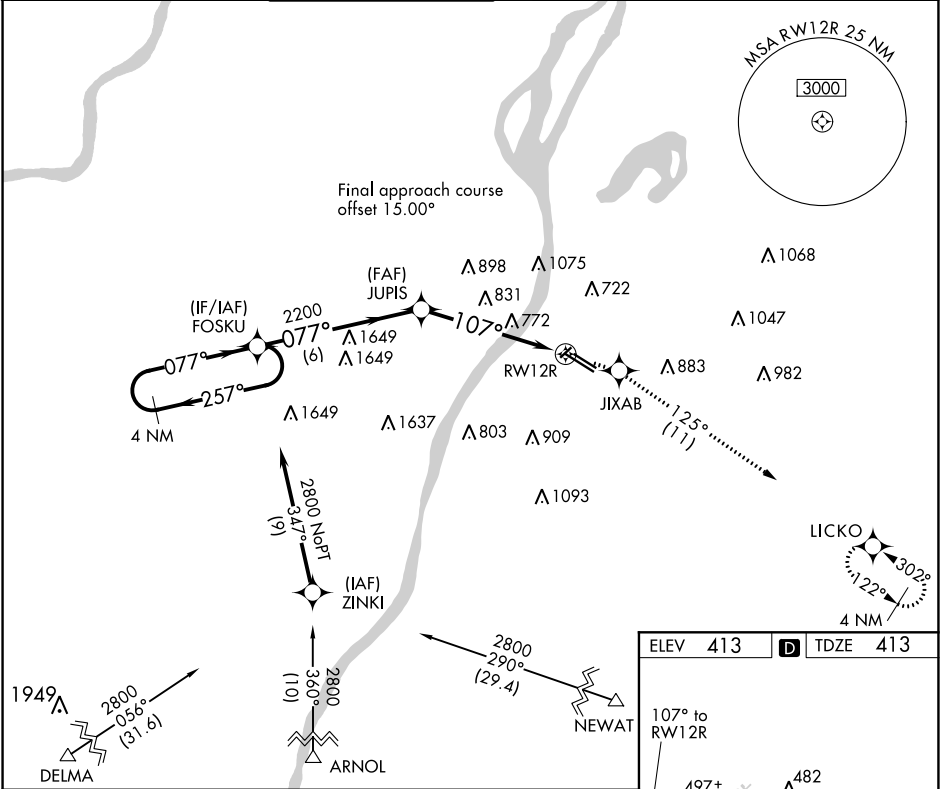 MSA RW12R 25 NM
3000
Final approach course
offset 15.00°
(FAF)
JUPIS
898
1075
1068
831
722
(IF/IAF)
FOSKU
2200
077°
(6)
107°
772
1047
1649
1649
077°
257°
RW12R
883
982
JIXAB
4 NM
1649
1637
803
909
125°
(11)
1093
2800 NoPT
347°
(9)
LICKO
302°
122°
4 NM
(IAF)
ZINKI
2800
360°
(10)
2800
290°
(29.4)
NEWAT
1949
2800
056°
(31.6)
DELMA
ARNOL
ELEV 413 D TDZE 413
107° to
RW12R
497±
482